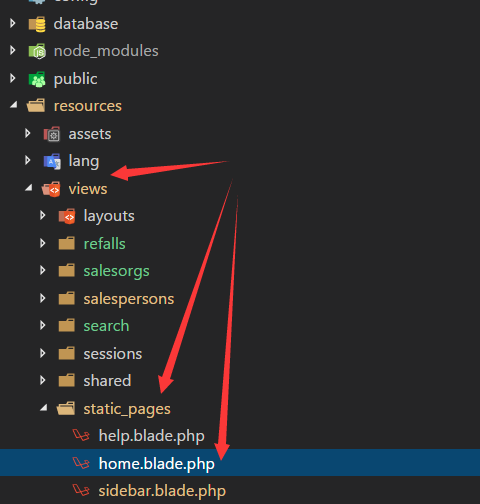 config
database
node_modules
public
resources
assets
lang
views
layouts
refalls
salesorgs
salespersons
search
sessions
shared
static_pages
help.blade.php
home.blade.php
sidebar.blade.php